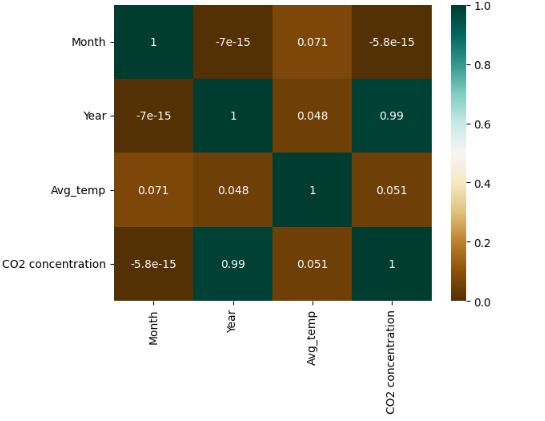 Month 1 -7e-15 0.071 -5.8e-15
Year -7e-15 1 0.048 0.99
Avg_temp 0.071 0.048 1 0.051
CO2 concentration -5.8e-15 0.99 0.051 1
Month Year Avg_temp CO2 concentration
1.0
0.8
0.6
0.4
0.2
0.0